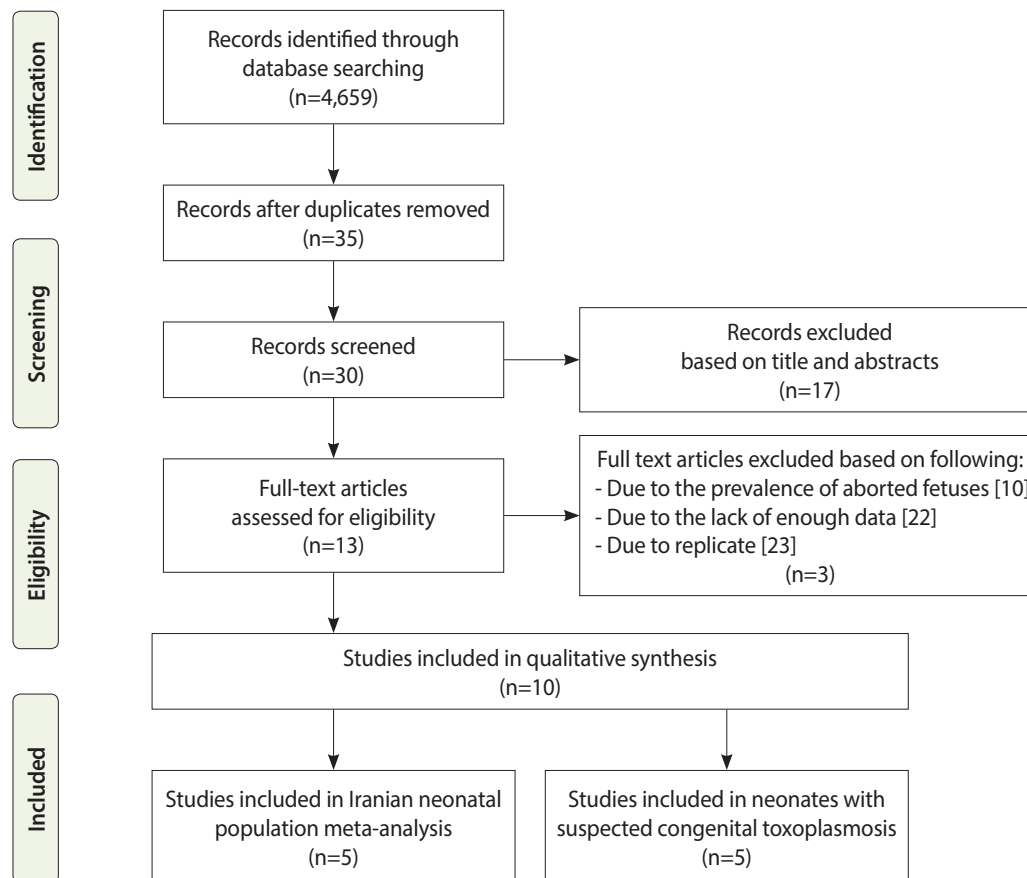 Identification
Records identified through
database searching
(n=4,659)
Records after duplicates removed
(n=35)
Screening
Records screened
(n=30)
Records excluded
based on title and abstracts
(n=17)
Eligibility
Full-text articles
assessed for eligibility
(n=13)
Full text articles excluded based on following:
- Due to the prevalence of aborted fetuses [10]
- Due to the lack of enough data [22]
- Due to replicate [23]
(n=3)
Studies included in qualitative synthesis
(n=10)
Included
Studies included in Iranian neonatal
population meta-analysis
(n=5)
Studies included in neonates with
suspected congenital toxoplasmosis
(n=5)